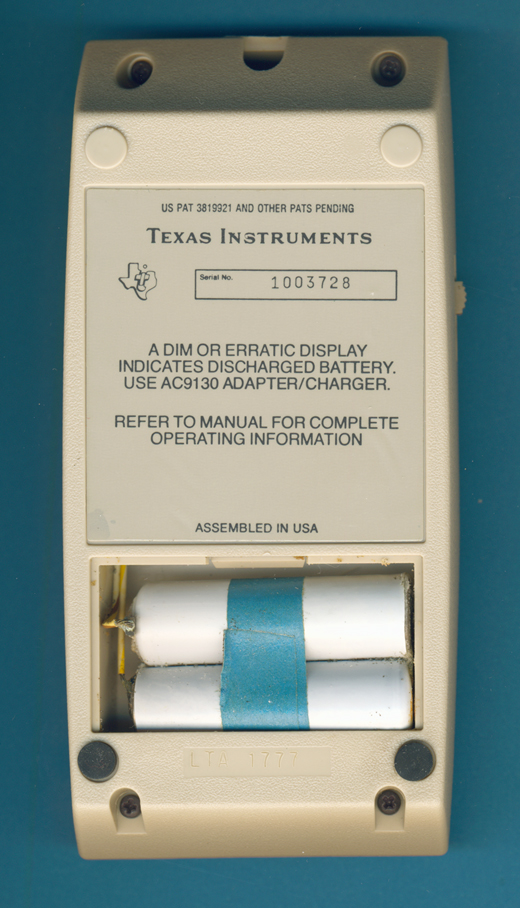 US PAT 3819921 AND OTHER PATS PENDING
TEXAS INSTRUMENTS
Serial No. 1003728
A DIM OR ERRATIC DISPLAY
INDICATES DISCHARGED BATTERY.
USE AC9130 ADAPTER/CHARGER.
REFER TO MANUAL FOR COMPLETE
OPERATING INFORMATION
ASSEMBLED IN USA
LTA 1777